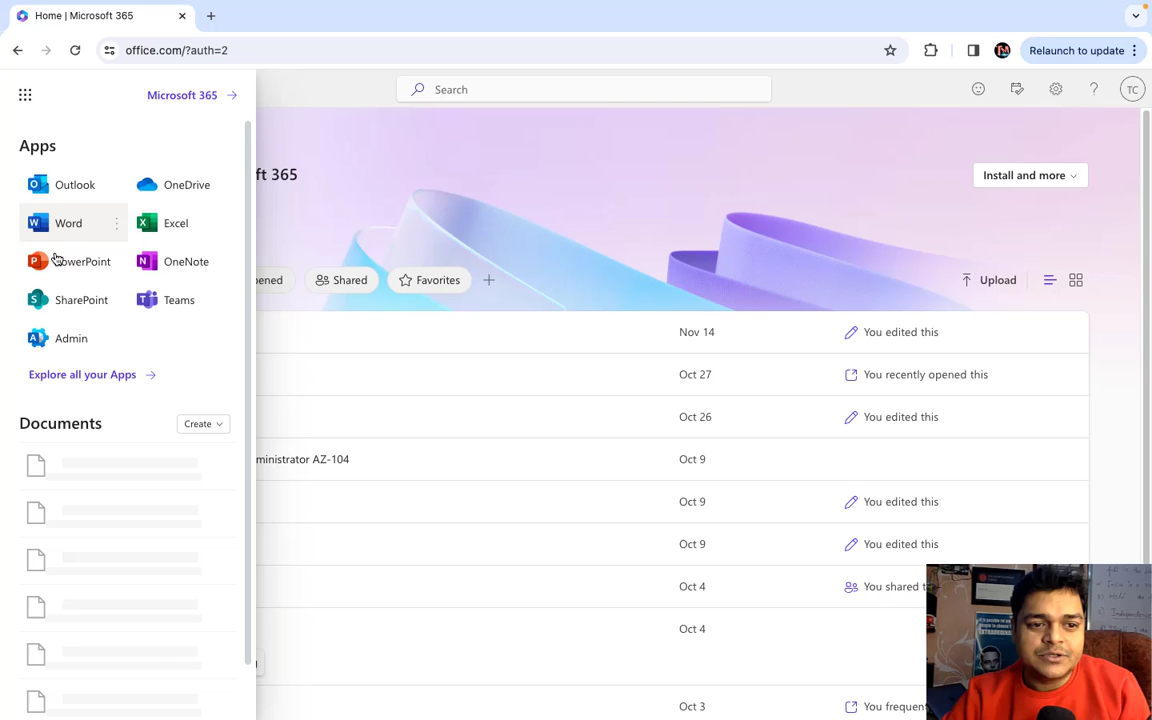 Home | Microsoft 365
office.com/?auth=2
Relaunch to update
Microsoft 365
Search
TC
Apps
Outlook
OneDrive
Word
Excel
PowerPoint
OneNote
SharePoint
Teams
Admin
Explore all your Apps
Documents
Create
ft 365
Install and more
pened
Shared
Favorites
Upload
Nov 14
You edited this
Oct 27
You recently opened this
Oct 26
You edited this
ministrator AZ-104
Oct 9
Oct 9
You edited this
Oct 9
You edited this
Oct 4
You shared t
Oct 4
Oct 3
You frequen